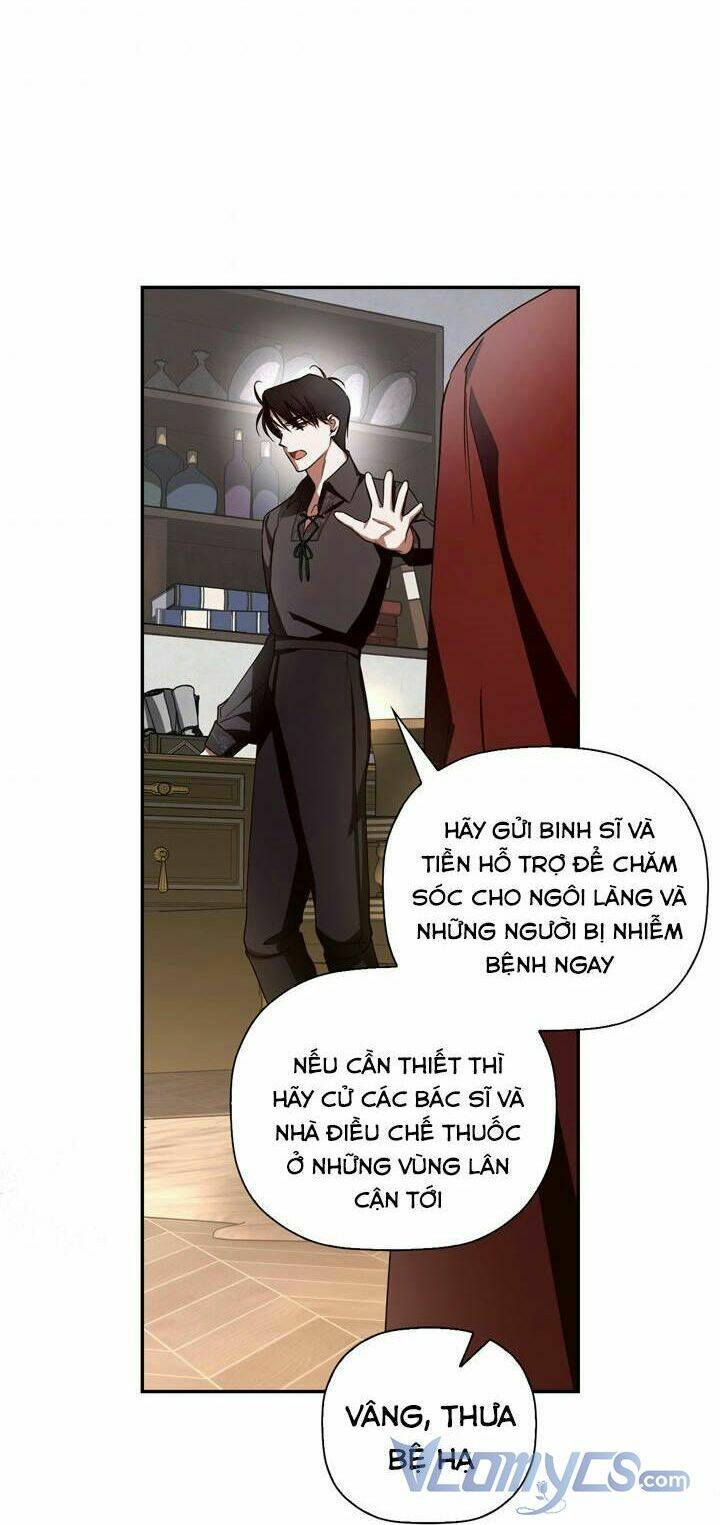 HÃY GỬI BINH SĨ VÀ
TIỀN HỖ TRỢ ĐỂ CHĂM
SÓC CHO NGÔI LÀNG VÀ
NHỮNG NGƯỜI BỊ NHIỄM
BỆNH NGAY
NẾU CẦN THIẾT THÌ
HÃY CỬ CÁC BÁC SĨ VÀ
NHÀ ĐIỀU CHẾ THUỐC
Ở NHỮNG VÙNG LÂN
CẬN TỚI
VÂNG, THƯA
BỆ HẠ
VCOMYCS.com